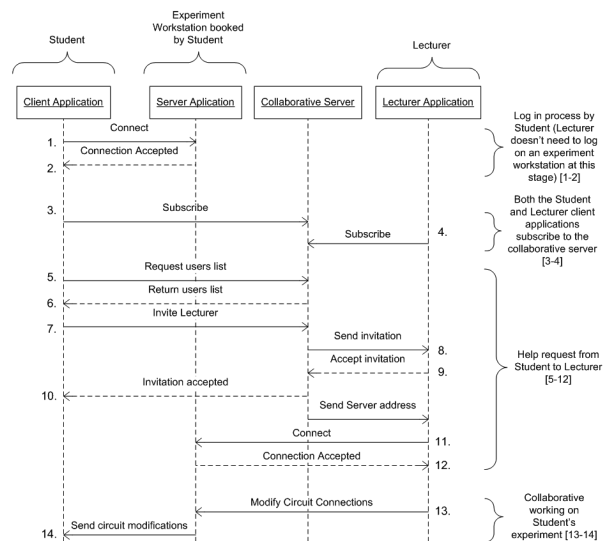 Experiment
Workstation booked
by Student
Student
Lecturer
Client Application
Server Aplication
Collaborative Server
Lecturer Application
Connect
1.
Connection Accepted
2.
Log in process by
Student (Lecturer
doesn't need to log
on an experiment
workstation at this
stage) [1-2]
3.
Subscribe
Subscribe
4.
Both the Student
and Lecturer client
applications
subscribe to the
collaborative server
[3-4]
Request users list
5.
Return users list
6.
Invite Lecturer
7.
Send invitation
8.
Accept invitation
9.
Invitation accepted
10.
Send Server address
Connect
11.
Connection Accepted
12.
Help request from
Student to Lecturer
[5-12]
Modify Circuit Connections
13.
Send circuit modifications
14.
Collaborative
working on
Student's
experiment [13-14]